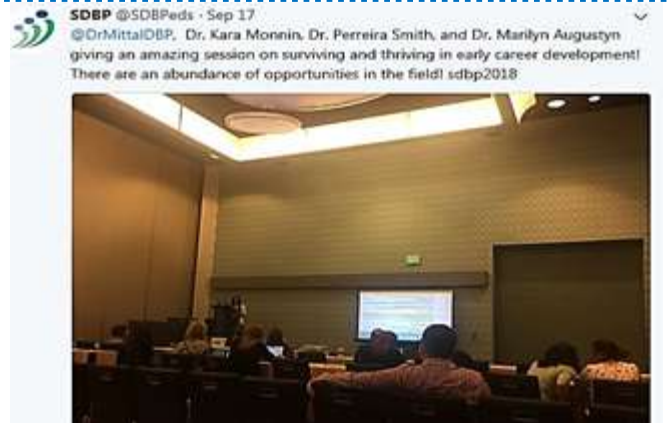 SDBP @SDBPeds · Sep 17
@DrMittalDBP, Dr. Kara Monnin, Dr. Perreira Smith, and Dr. Marilyn Augustyn
giving an amazing session on surviving and thriving in early career development!
There are an abundance of opportunities in the field! sdbp2018